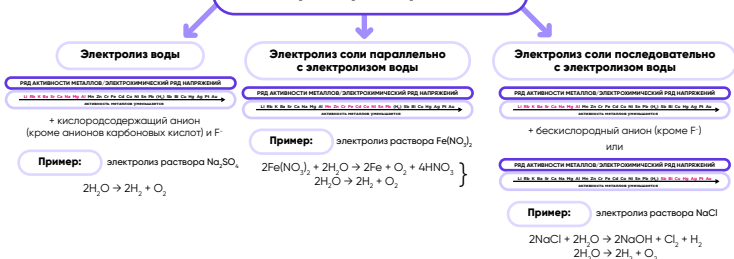 Электролиз воды
РЯД АКТИВНОСТИ МЕТАЛЛОВ/ЭЛЕКТРОХИМИЧЕСКИЙ РЯД НАПРЯЖЕНИЙ
Li Rb K Ba Sr Ca Na Mg Al Mn Zn Cr Fe Cd Co Ni Sn Pb (H₂) Sb Bi Cu Hg Ag Pt Au
активность металлов уменьшается
+ кислородсодержащий анион
(кроме анионов карбоновых кислот) и F⁻
Пример: электролиз раствора Na₂SO₄
2H₂O → 2H₂ + O₂
Электролиз соли параллельно
с электролизом воды
РЯД АКТИВНОСТИ МЕТАЛЛОВ/ЭЛЕКТРОХИМИЧЕСКИЙ РЯД НАПРЯЖЕНИЙ
Li Rb K Ba Sr Ca Na Mg Al Mn Zn Cr Fe Cd Co Ni Sn Pb (H₂) Sb Bi Cu Hg Ag Pt Au
активность металлов уменьшается
Пример: электролиз раствора Fe(NO₃)₂
2Fe(NO₃)₂ + 2H₂O → 2Fe + O₂ + 4HNO₃ }
2H₂O → 2H₂ + O₂
Электролиз соли последовательно
с электролизом воды
РЯД АКТИВНОСТИ МЕТАЛЛОВ/ЭЛЕКТРОХИМИЧЕСКИЙ РЯД НАПРЯЖЕНИЙ
Li Rb K Ba Sr Ca Na Mg Al Mn Zn Cr Fe Cd Co Ni Sn Pb (H₂) Sb Bi Cu Hg Ag Pt Au
активность металлов уменьшается
+ бескислородный анион (кроме F⁻)
или
РЯД АКТИВНОСТИ МЕТАЛЛОВ/ЭЛЕКТРОХИМИЧЕСКИЙ РЯД НАПРЯЖЕНИЙ
Li Rb K Ba Sr Ca Na Mg Al Mn Zn Cr Fe Cd Co Ni Sn Pb (H₂) Sb Bi Cu Hg Ag Pt Au
активность металлов уменьшается
Пример: электролиз раствора NaCl
2NaCl + 2H₂O → 2NaOH + Cl₂ + H₂
2H₂O → 2H₂ + O₂